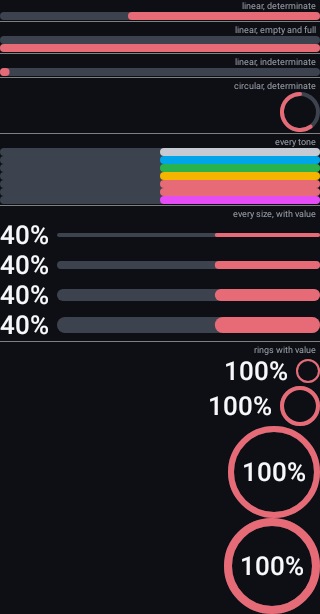 linear, determinate
linear, empty and full
linear, indeterminate
circular, determinate
every tone
every size, with value
40%
40%
40%
40%
rings with value
100%
100%
100%
100%